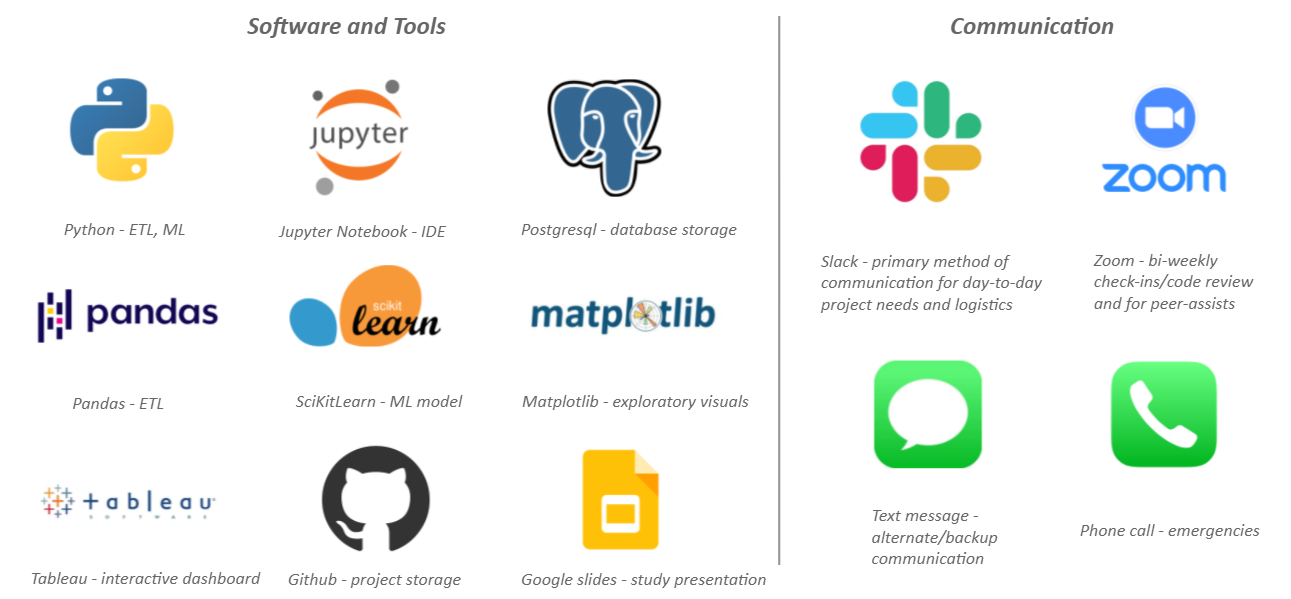 Software and Tools
Communication
jupyter
zoom
Python - ETL, ML
Jupyter Notebook - IDE
Postgresql - database storage
Slack - primary method of
communication for day-to-day
project needs and logistics
Zoom - bi-weekly
check-ins/code review
and for peer-assists
pandas
scikit
learn
matplotlib
Pandas - ETL
SciKitLearn - ML model
Matplotlib - exploratory visuals
+ableau
SOFTWARE
Text message -
alternate/backup
communication
Phone call - emergencies
Tableau - interactive dashboard
Github - project storage
Google slides - study presentation